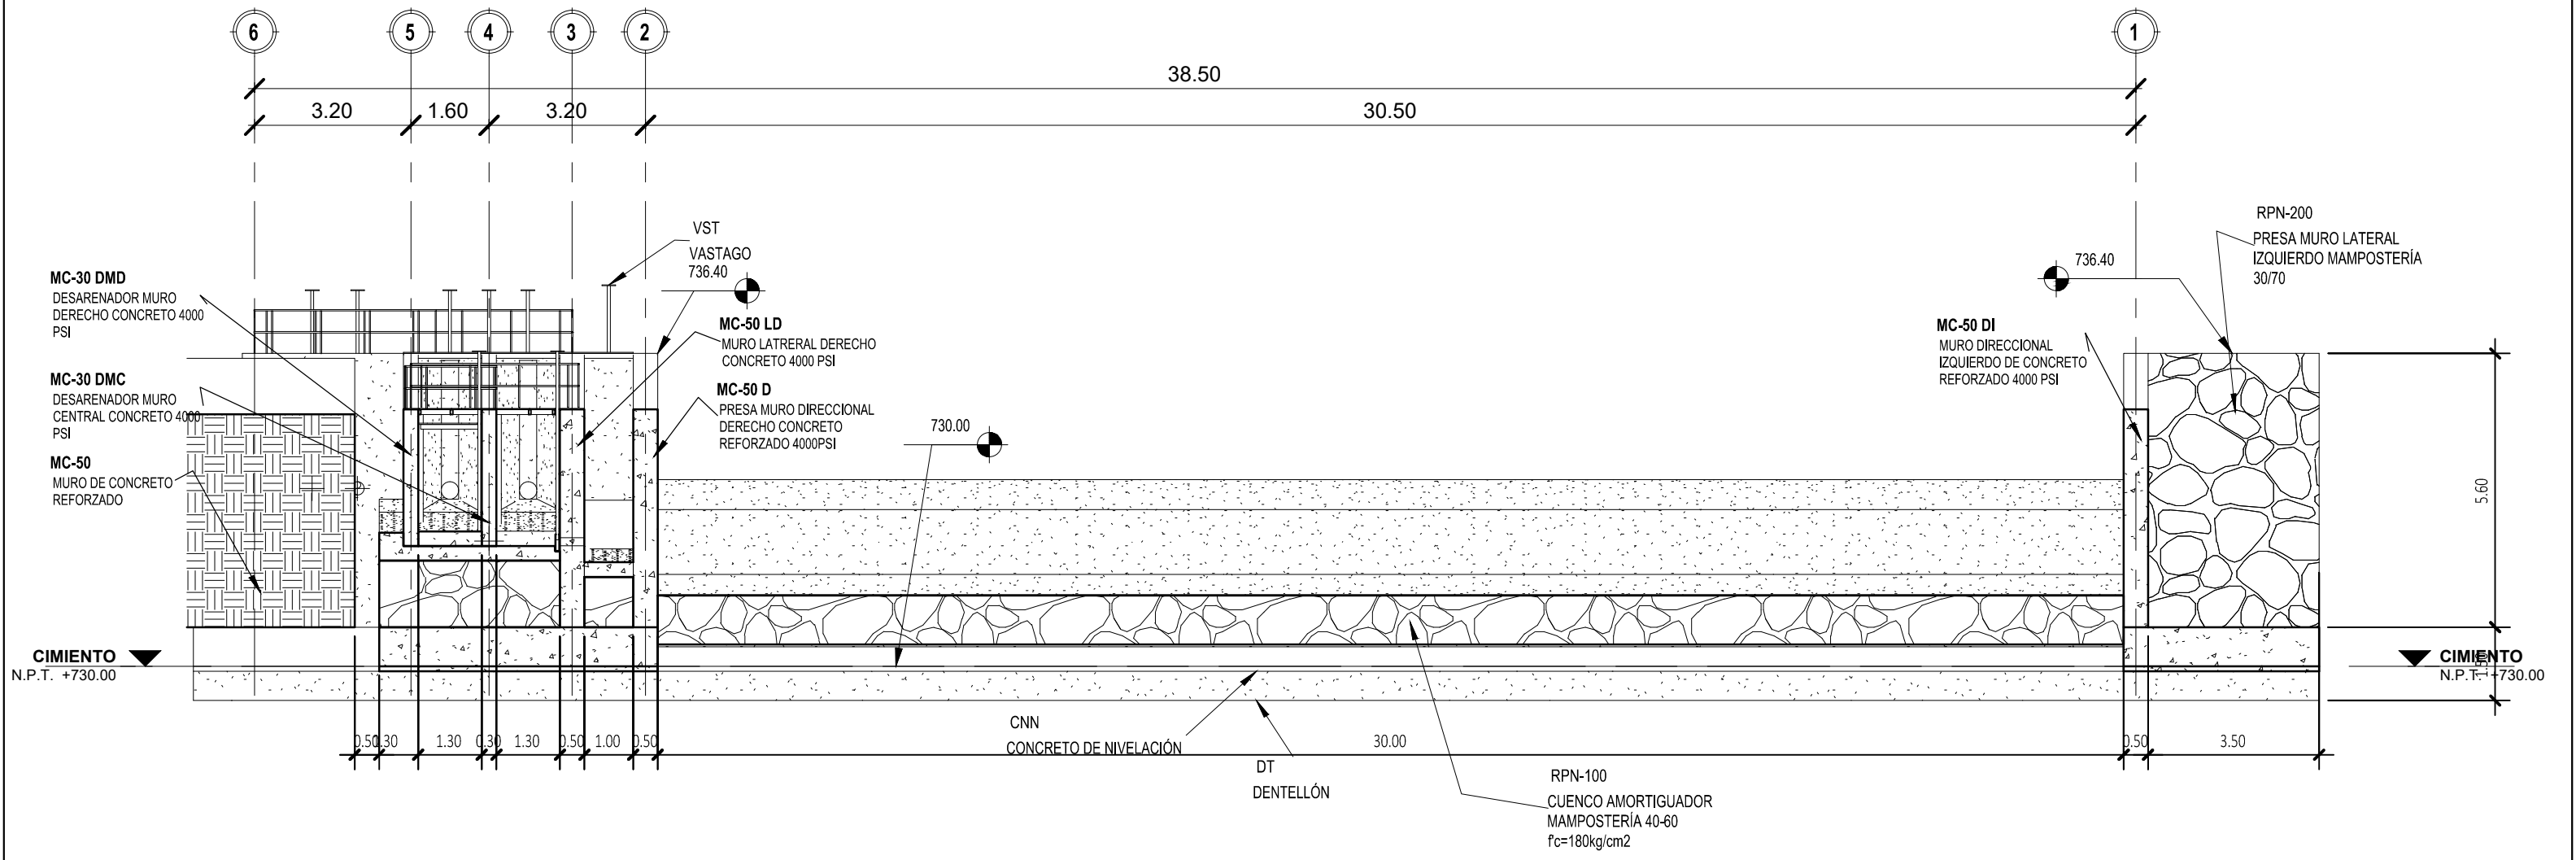 6
5
4
3
2
1
38.50
3.20
1.60
3.20
30.50
VST
VASTAGO
736.40
MC-30 DMD
DESARENADOR MURO
DERECHO CONCRETO 4000
PSI
MC-30 DMC
DESARENADOR MURO
CENTRAL CONCRETO 4000
PSI
MC-50
MURO DE CONCRETO
REFORZADO
MC-50 LD
MURO LATRERAL DERECHO
CONCRETO 4000 PSI
MC-50 D
PRESA MURO DIRECCIONAL
DERECHO CONCRETO
REFORZADO 4000PSI
730.00
736.40
RPN-200
PRESA MURO LATERAL
IZQUIERDO MAMPOSTERÍA
30/70
MC-50 DI
MURO DIRECCIONAL
IZQUIERDO DE CONCRETO
REFORZADO 4000 PSI
5.60
CIMIENTO
N.P.T. +730.00
CIMIENTO
N.P.T. +730.00
0.50
1.30
0.30
1.30
0.50
1.00
0.50
30.00
0.50
3.50
CNN
CONCRETO DE NIVELACIÓN
DT
DENTELLÓN
RPN-100
CUENCO AMORTIGUADOR
MAMPOSTERÍA 40-60
f'c=180kg/cm2